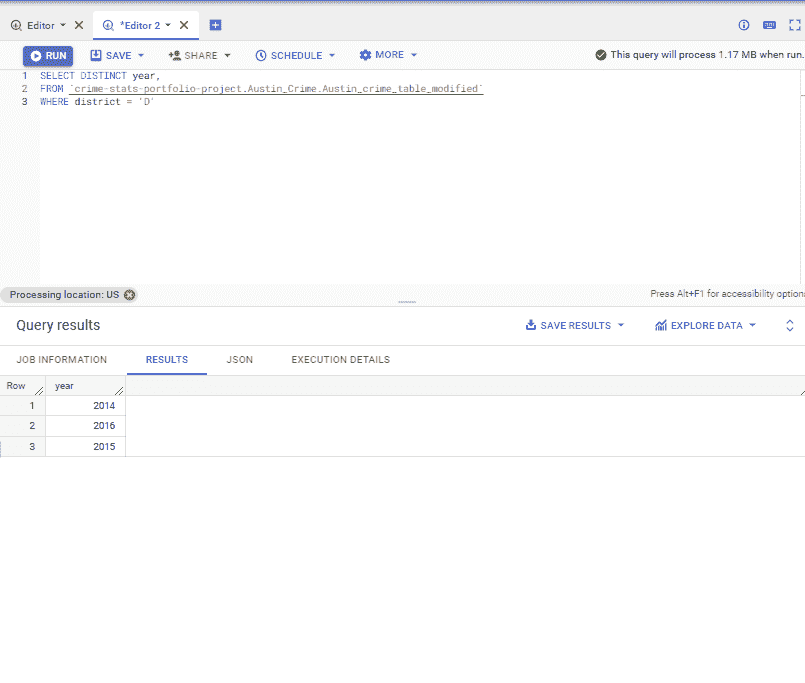 Editor *Editor 2
RUN SAVE SHARE SCHEDULE MORE This query will process 1.17 MB when run.
1 SELECT DISTINCT year,
2 FROM `crime-stats-portfolio-project.Austin_Crime.Austin_crime_table_modified`
3 WHERE district = 'D'
Processing location: US Press Alt+F1 for accessibility option
Query results SAVE RESULTS EXPLORE DATA
JOB INFORMATION RESULTS JSON EXECUTION DETAILS
Row year
1 2014
2 2016
3 2015